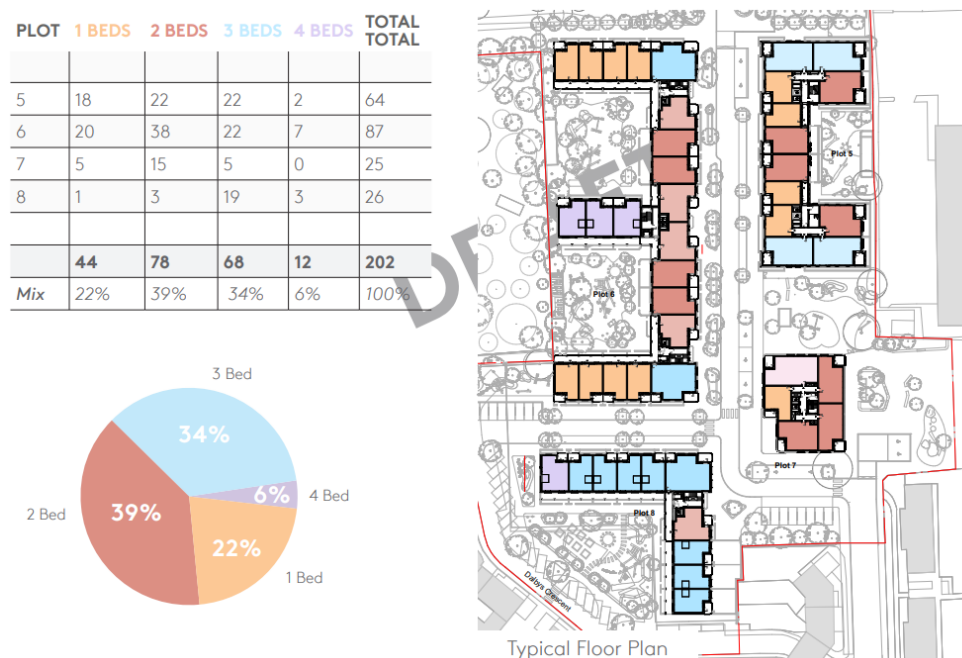 PLOT 1 BEDS 2 BEDS 3 BEDS 4 BEDS TOTAL TOTAL
5 18 22 22 2 64
6 20 38 22 7 87
7 5 15 5 0 25
8 1 3 19 3 26
44 78 68 12 202
Mix 22% 39% 34% 6% 100%
DRAFT
3 Bed
34%
6%
4 Bed
2 Bed
39%
22%
1 Bed
Plot 5
Plot 6
Plot 7
Plot 8
Dalbys Crescent
Typical Floor Plan